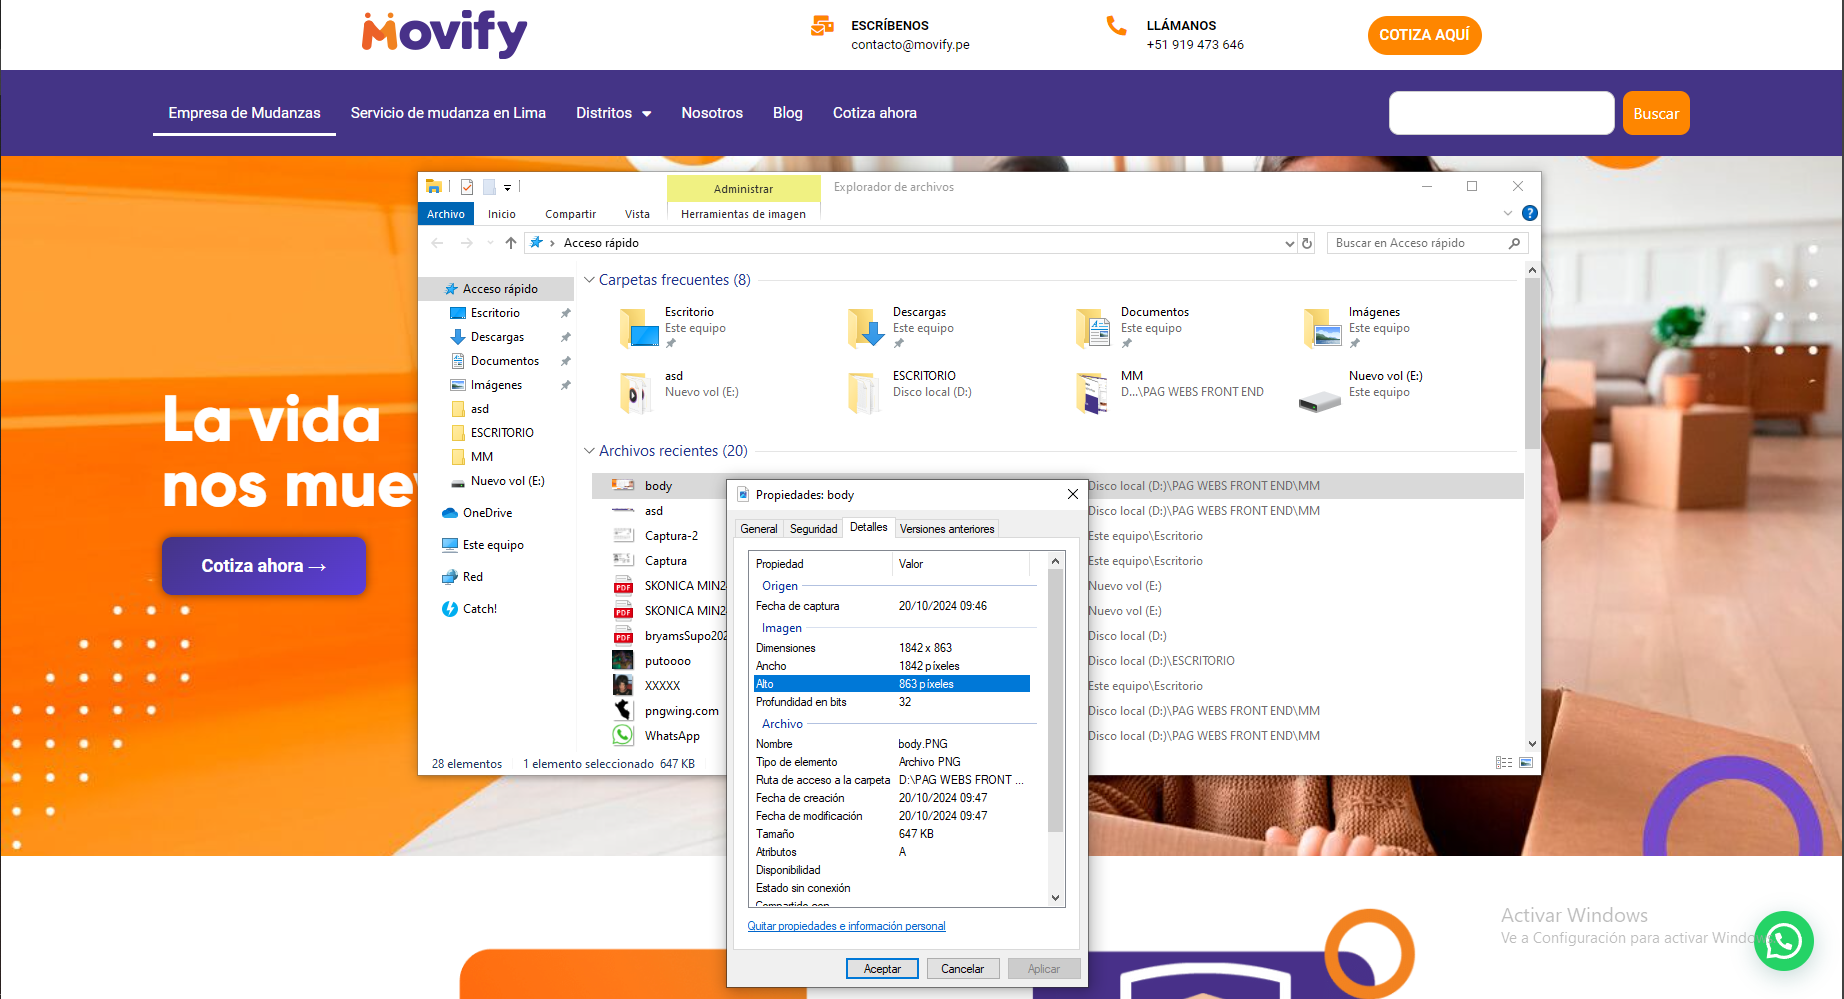 Movify
ESCRÍBENOS
contacto@movify.pe
LLÁMANOS
+51 919 473 646
COTIZA AQUÍ
Empresa de Mudanzas
Servicio de mudanza en Lima
Distritos
Nosotros
Blog
Cotiza ahora
Buscar
La vida
nos muev
Cotiza ahora →
Administrar
Explorador de archivos
Archivo
Inicio
Compartir
Vista
Herramientas de imagen
Acceso rápido
Buscar en Acceso rápido
Acceso rápido
Escritorio
Descargas
Documentos
Imágenes
asd
ESCRITORIO
MM
Nuevo vol (E:)
OneDrive
Este equipo
Red
Catch!
Carpetas frecuentes (8)
Escritorio
Este equipo
Descargas
Este equipo
Documentos
Este equipo
Imágenes
Este equipo
asd
Nuevo vol (E:)
ESCRITORIO
Disco local (D:)
MM
D...\PAG WEBS FRONT END
Nuevo vol (E:)
Este equipo
Archivos recientes (20)
body
Disco local (D:)\PAG WEBS FRONT END\MM
asd
Disco local (D:)\PAG WEBS FRONT END\MM
Captura-2
Este equipo\Escritorio
Captura
Este equipo\Escritorio
PDF
SKONICA MIN2
Nuevo vol (E:)
PDF
SKONICA MIN2
Nuevo vol (E:)
PDF
bryamsSupo202
Disco local (D:)
putoooo
Disco local (D:)\ESCRITORIO
XXXXX
Este equipo\Escritorio
pngwing.com
Disco local (D:)\PAG WEBS FRONT END\MM
WhatsApp
Disco local (D:)\PAG WEBS FRONT END\MM
28 elementos
1 elemento seleccionado 647 KB
Propiedades: body
General
Seguridad
Detalles
Versiones anteriores
Propiedad
Valor
Origen
Fecha de captura
20/10/2024 09:46
Imagen
Dimensiones
1842 x 863
Ancho
1842 píxeles
Alto
863 píxeles
Profundidad en bits
32
Archivo
Nombre
body.PNG
Tipo de elemento
Archivo PNG
Ruta de acceso a la carpeta
D:\PAG WEBS FRONT ...
Fecha de creación
20/10/2024 09:47
Fecha de modificación
20/10/2024 09:47
Tamaño
647 KB
Atributos
A
Disponibilidad
Estado sin conexión
Compartido con
Quitar propiedades e información personal
Aceptar
Cancelar
Aplicar
Activar Windows
Ve a Configuración para activar Windows